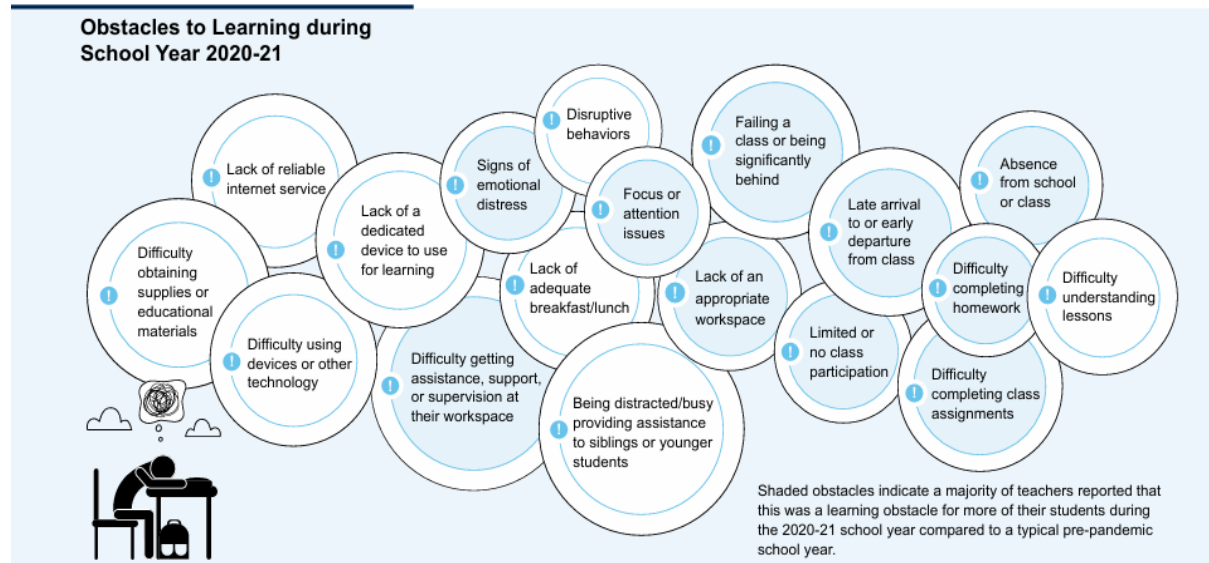 Obstacles to Learning during
School Year 2020-21
Lack of reliable
internet service
Difficulty
obtaining
supplies or
educational
materials
Difficulty using
devices or other
technology
Lack of a
dedicated
device to use
for learning
Signs of
emotional
distress
Disruptive
behaviors
Focus or
attention
issues
Lack of
adequate
breakfast/lunch
Difficulty getting
assistance, support,
or supervision at
their workspace
Being distracted/busy
providing assistance
to siblings or younger
students
Lack of an
appropriate
workspace
Failing a
class or being
significantly
behind
Late arrival
to or early
departure
from class
Limited or
no class
participation
Absence
from school
or class
Difficulty
completing
homework
Difficulty
understanding
lessons
Difficulty
completing class
assignments
Shaded obstacles indicate a majority of teachers reported that
this was a learning obstacle for more of their students during
the 2020-21 school year compared to a typical pre-pandemic
school year.